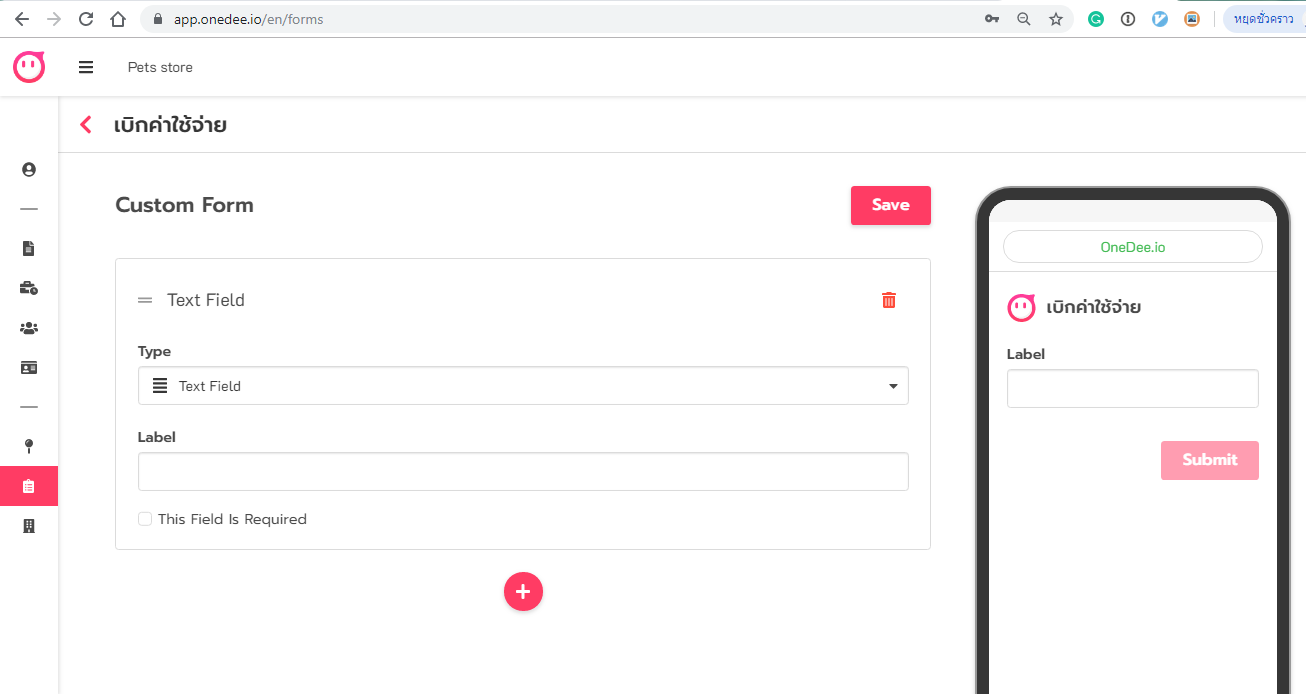 app.onedee.io/en/forms
หยุดชั่วคราว
Pets store
เบิกค่าใช้จ่าย
Custom Form
Save
Text Field
Type
Text Field
Label
This Field Is Required
OneDee.io
เบิกค่าใช้จ่าย
Label
Submit